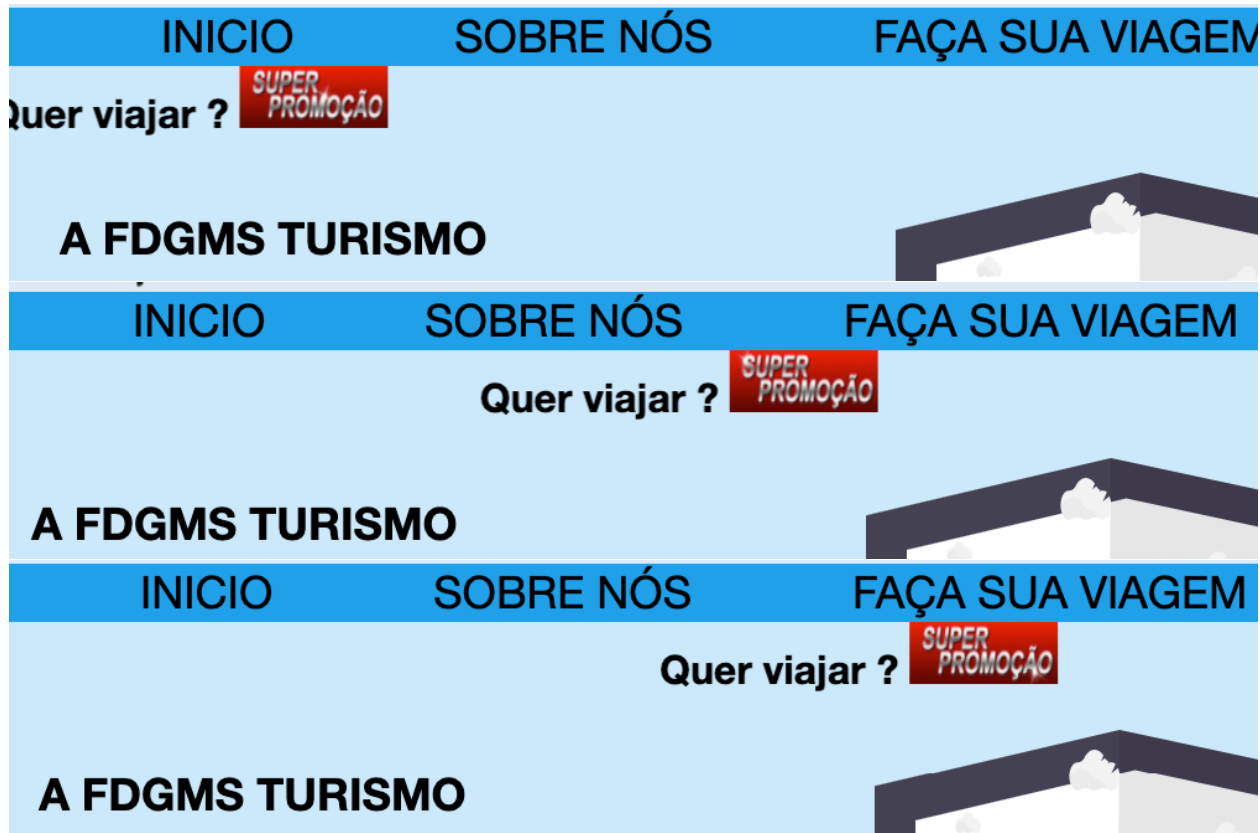 INICIO SOBRE NÓS FAÇA SUA VIAGEM
Quer viajar ? SUPER PROMOÇÃO
A FDGMS TURISMO
INICIO SOBRE NÓS FAÇA SUA VIAGEM
Quer viajar ? SUPER PROMOÇÃO
A FDGMS TURISMO
INICIO SOBRE NÓS FAÇA SUA VIAGEM
Quer viajar ? SUPER PROMOÇÃO
A FDGMS TURISMO